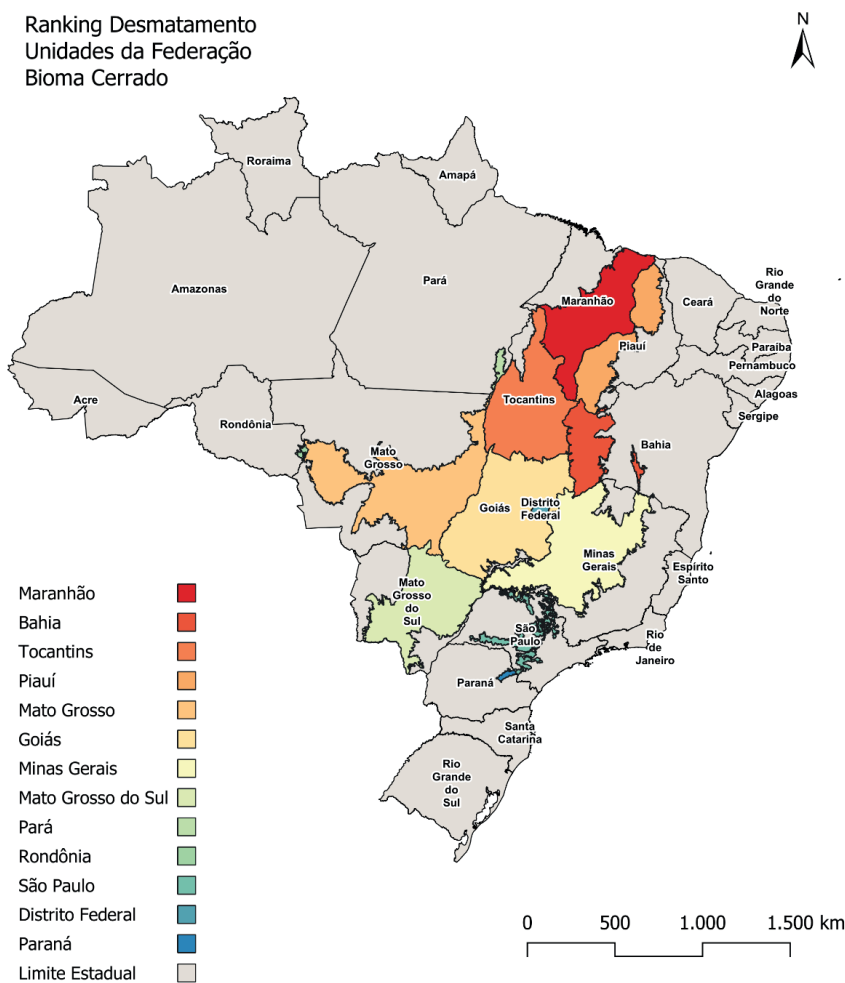 Ranking Desmatamento
Unidades da Federação
Bioma Cerrado
N
Roraima
Amapá
Amazonas
Pará
Maranhão
Ceará
Rio
Grande
do
Norte
Piauí
Paraíba
Pernambuco
Alagoas
Sergipe
Acre
Rondônia
Tocantins
Mato
Grosso
Bahia
Goiás
Distrito
Federal
Minas
Gerais
Espírito
Santo
Mato
Grosso
do
Sul
São
Paulo
Rio
de
Janeiro
Paraná
Santa
Catarina
Rio
Grande
do
Sul
Maranhão
Bahia
Tocantins
Piauí
Mato Grosso
Goiás
Minas Gerais
Mato Grosso do Sul
Pará
Rondônia
São Paulo
Distrito Federal
Paraná
Limite Estadual
0 500 1.000 1.500 km